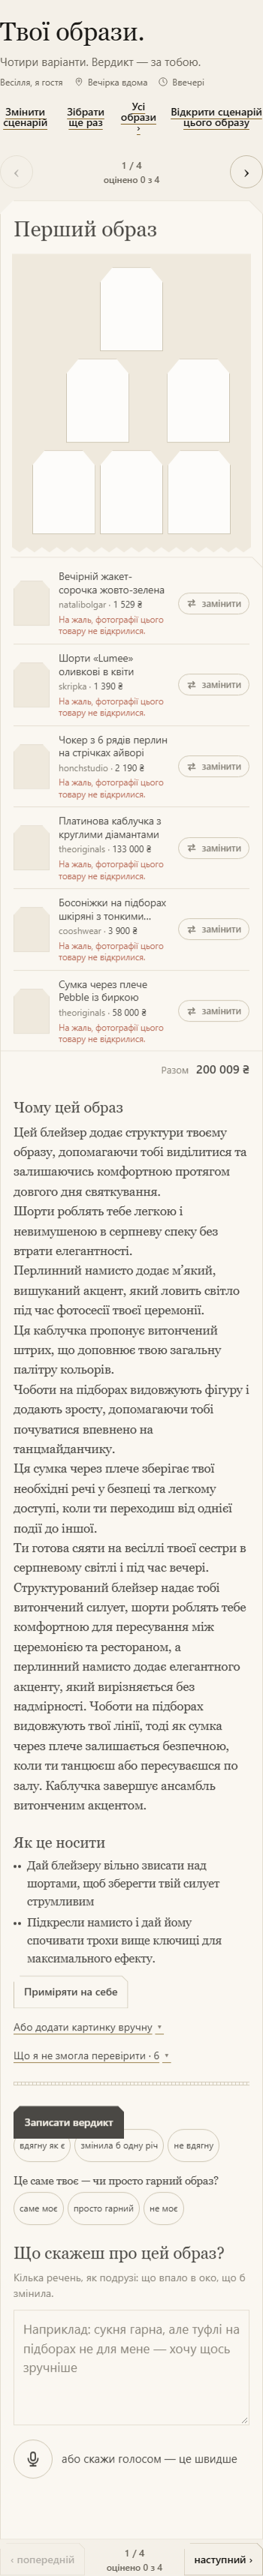 Твої образи.
Чотири варіанти. Вердикт — за тобою.
Весілля, я гостя  Вечірка вдома  Ввечері
Змінити сценарій
Зібрати ще раз
Усі образи ›
Відкрити сценарій цього образу
‹
1 / 4
оцінено 0 з 4
›
Перший образ
Вечірній жакет-
сорочка жовто-зелена
natalibolgar · 1 529 ₴
На жаль, фотографії цього
товару не відкрилися.
⇄ замінити
Шорти «Lumee»
оливкові в квіти
skripka · 1 390 ₴
На жаль, фотографії цього
товару не відкрилися.
⇄ замінити
Чокер з 6 рядів перлин
на стрічках айворі
honchstudio · 2 190 ₴
На жаль, фотографії цього
товару не відкрилися.
⇄ замінити
Платинова каблучка з
круглими діамантами
theoriginals · 133 000 ₴
На жаль, фотографії цього
товару не відкрилися.
⇄ замінити
Босоніжки на підборах
шкіряні з тонкими...
cooshwear · 3 900 ₴
На жаль, фотографії цього
товару не відкрилися.
⇄ замінити
Сумка через плече
Pebble із биркою
theoriginals · 58 000 ₴
На жаль, фотографії цього
товару не відкрилися.
⇄ замінити
Разом 200 009 ₴
Чому цей образ
Цей блейзер додає структури твоєму
образу, допомагаючи тобі виділитися та
залишаючись комфортною протягом
довгого дня святкування.
Шорти роблять тебе легкою і
невимушеною в серпневу спеку без
втрати елегантності.
Перлинний намисто додає м’який,
вишуканий акцент, який ловить світло
під час фотосесії твоєї церемонії.
Ця каблучка пропонує витончений
штрих, що доповнює твою загальну
палітру кольорів.
Чоботи на підборах видовжують фігуру і
додають зросту, допомагаючи тобі
почуватися впевнено на
танцмайданчику.
Ця сумка через плече зберігає твої
необхідні речі у безпеці та легкому
доступі, коли ти переходиш від однієї
події до іншої.
Ти готова сяяти на весіллі твоєї сестри в
серпневому світлі і під час вечері.
Структурований блейзер надає тобі
витончений силует, шорти роблять тебе
комфортною для пересування між
церемонією та рестораном, а
перлинний намисто додає елегантного
акценту, який вирізняється без
надмірності. Чоботи на підборах
видовжують твої лінії, тоді як сумка
через плече залишається безпечною,
коли ти танцюєш або пересуваєшся по
залу. Каблучка завершує ансамбль
витонченим акцентом.
Як це носити
Дай блейзеру вільно звисати над
шортами, щоб зберегти твій силует
струмливим
Підкресли намисто і дай йому
спочивати трохи вище ключиці для
максимального ефекту.
Приміряти на себе
Або додати картинку вручну
Що я не змогла перевірити · 6
Записати вердикт
вдягну як є
змінила б одну річ
не вдягну
Це саме твоє — чи просто гарний образ?
саме моє
просто гарний
не моє
Що скажеш про цей образ?
Кілька речень, як подрузі: що впало в око, що б
змінила.
Наприклад: сукня гарна, але туфлі на
підборах не для мене — хочу щось
зручніше
або скажи голосом — це швидше
‹ попередній
1 / 4
оцінено 0 з 4
наступний ›